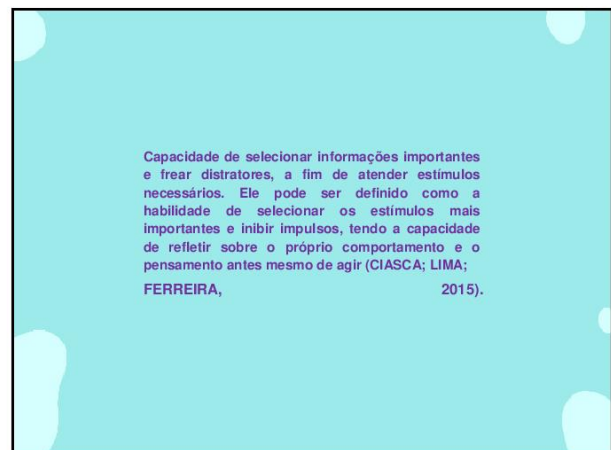 Capacidade de selecionar informações importantes
e frear distratores, a fim de atender estímulos
necessários. Ele pode ser definido como a
habilidade de selecionar os estímulos mais
importantes e inibir impulsos, tendo a capacidade
de refletir sobre o próprio comportamento e o
pensamento antes mesmo de agir (CIASCA; LIMA;
FERREIRA, 2015).